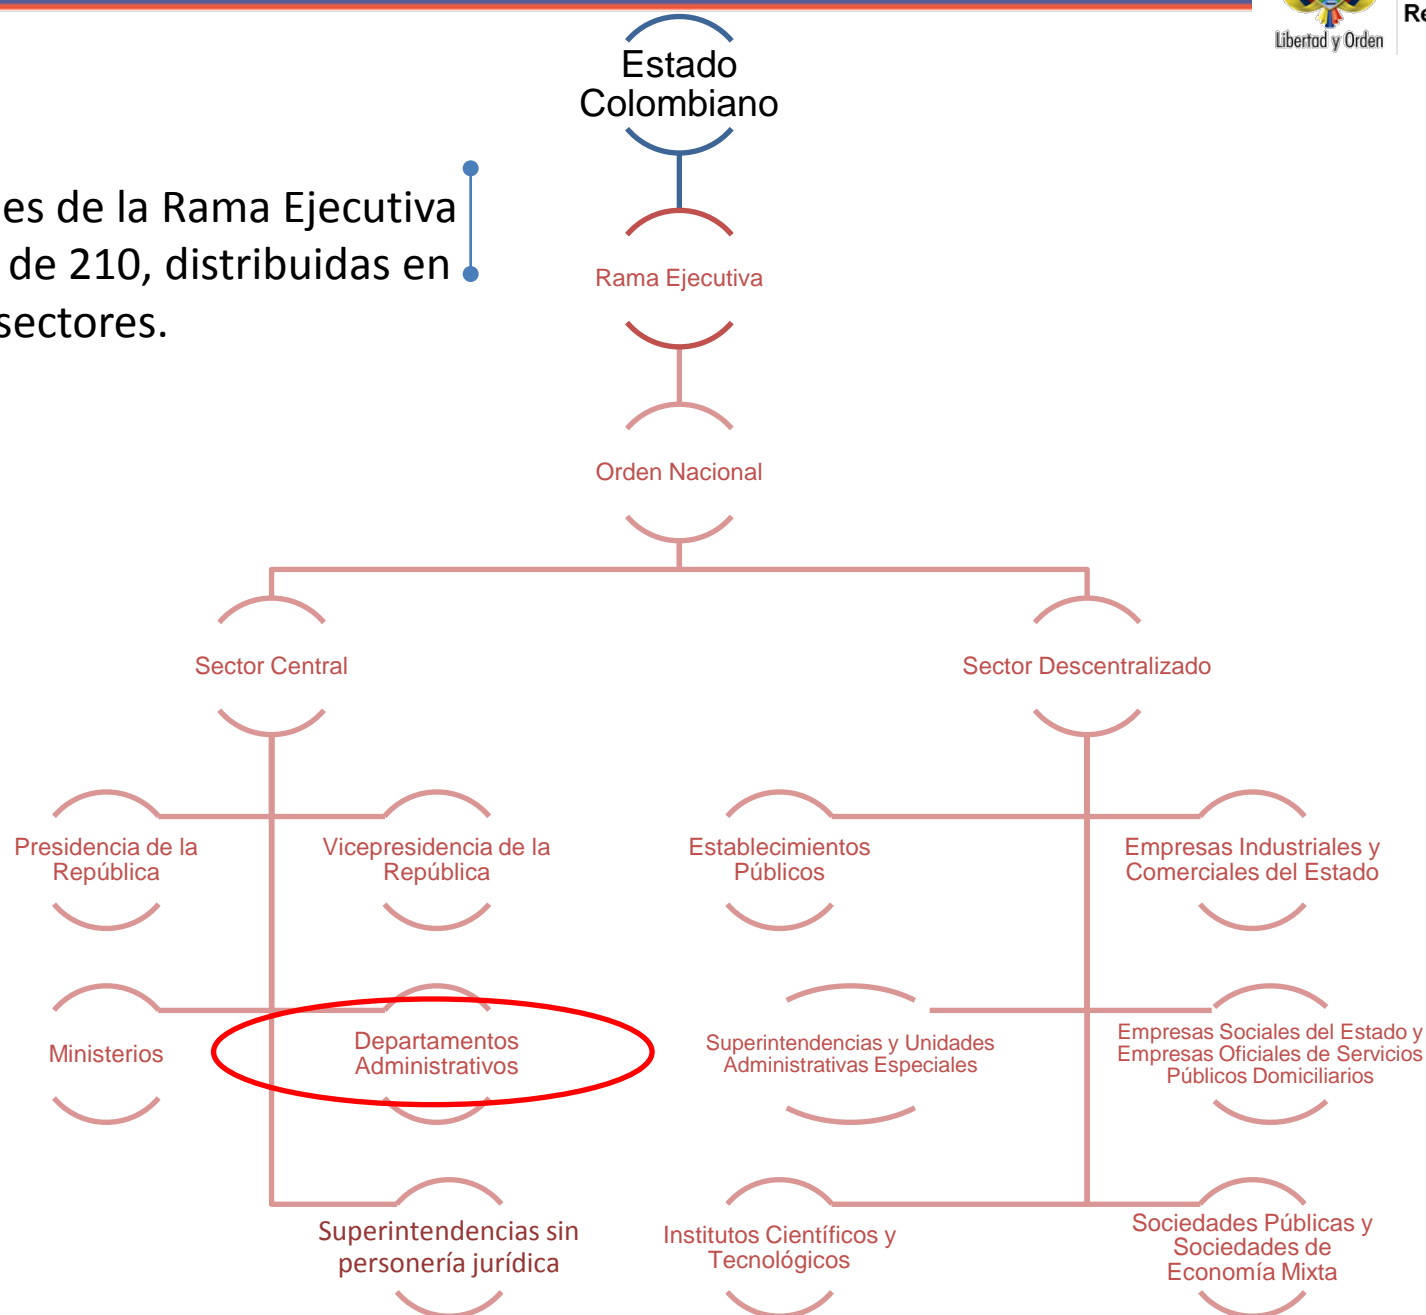 Libertad y Orden
Estado
Colombiano
es de la Rama Ejecutiva
de 210, distribuidas en
sectores.
Rama Ejecutiva
Orden Nacional
Sector Central
Sector Descentralizado
Presidencia de la
República
Vicepresidencia de la
República
Establecimientos
Públicos
Empresas Industriales y
Comerciales del Estado
Ministerios
Departamentos
Administrativos
Superintendencias y Unidades
Administrativas Especiales
Empresas Sociales del Estado y
Empresas Oficiales de Servicios
Públicos Domiciliarios
Superintendencias sin
personería jurídica
Institutos Científicos y
Tecnológicos
Sociedades Públicas y
Sociedades de
Economía Mixta